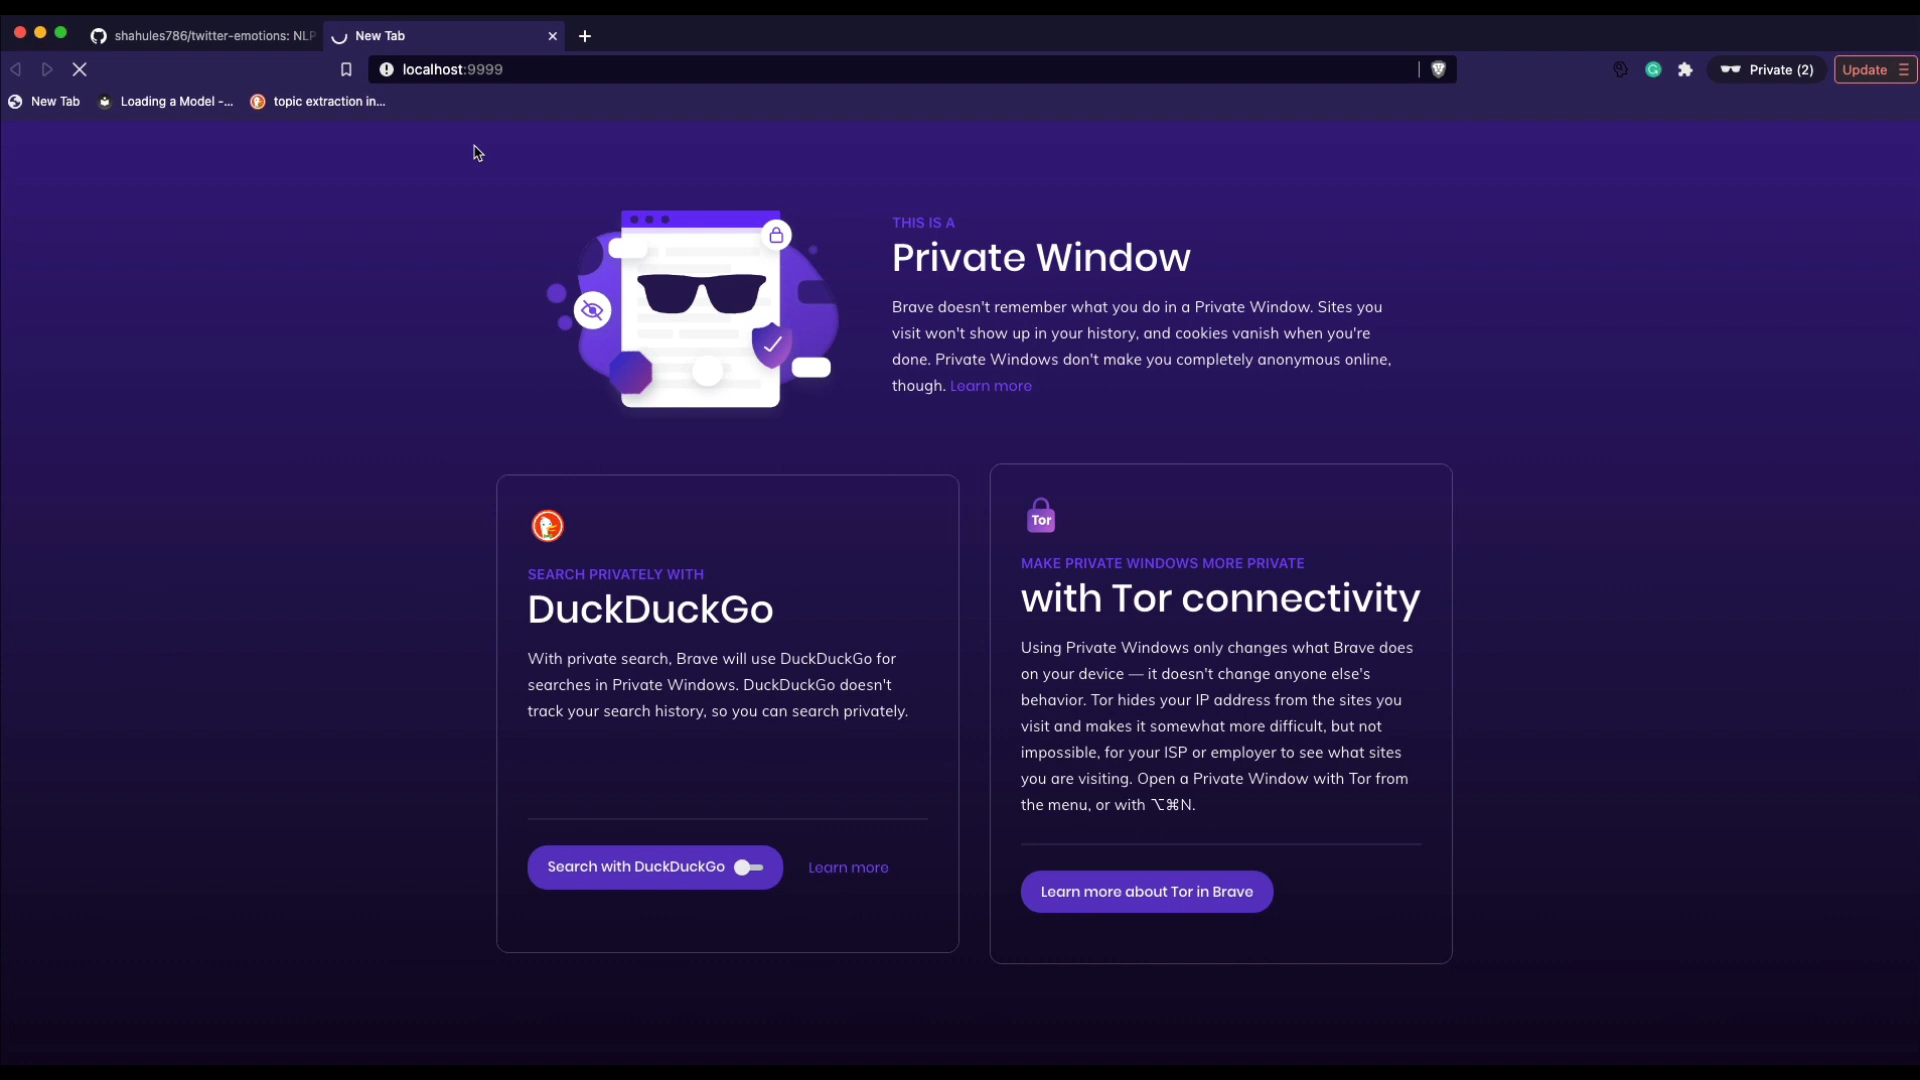 shahules786/twitter-emotions: NLP
New Tab
localhost:9999
Private (2)
Update
New Tab
Loading a Model -...
topic extraction in...
THIS IS A
Private Window
Brave doesn't remember what you do in a Private Window. Sites you
visit won't show up in your history, and cookies vanish when you're
done. Private Windows don't make you completely anonymous online,
though. Learn more
SEARCH PRIVATELY WITH
DuckDuckGo
With private search, Brave will use DuckDuckGo for
searches in Private Windows. DuckDuckGo doesn't
track your search history, so you can search privately.
Search with DuckDuckGo
Learn more
Tor
MAKE PRIVATE WINDOWS MORE PRIVATE
with Tor connectivity
Using Private Windows only changes what Brave does
on your device — it doesn't change anyone else's
behavior. Tor hides your IP address from the sites you
visit and makes it somewhat more difficult, but not
impossible, for your ISP or employer to see what sites
you are visiting. Open a Private Window with Tor from
the menu, or with ⌥⌘N.
Learn more about Tor in Brave